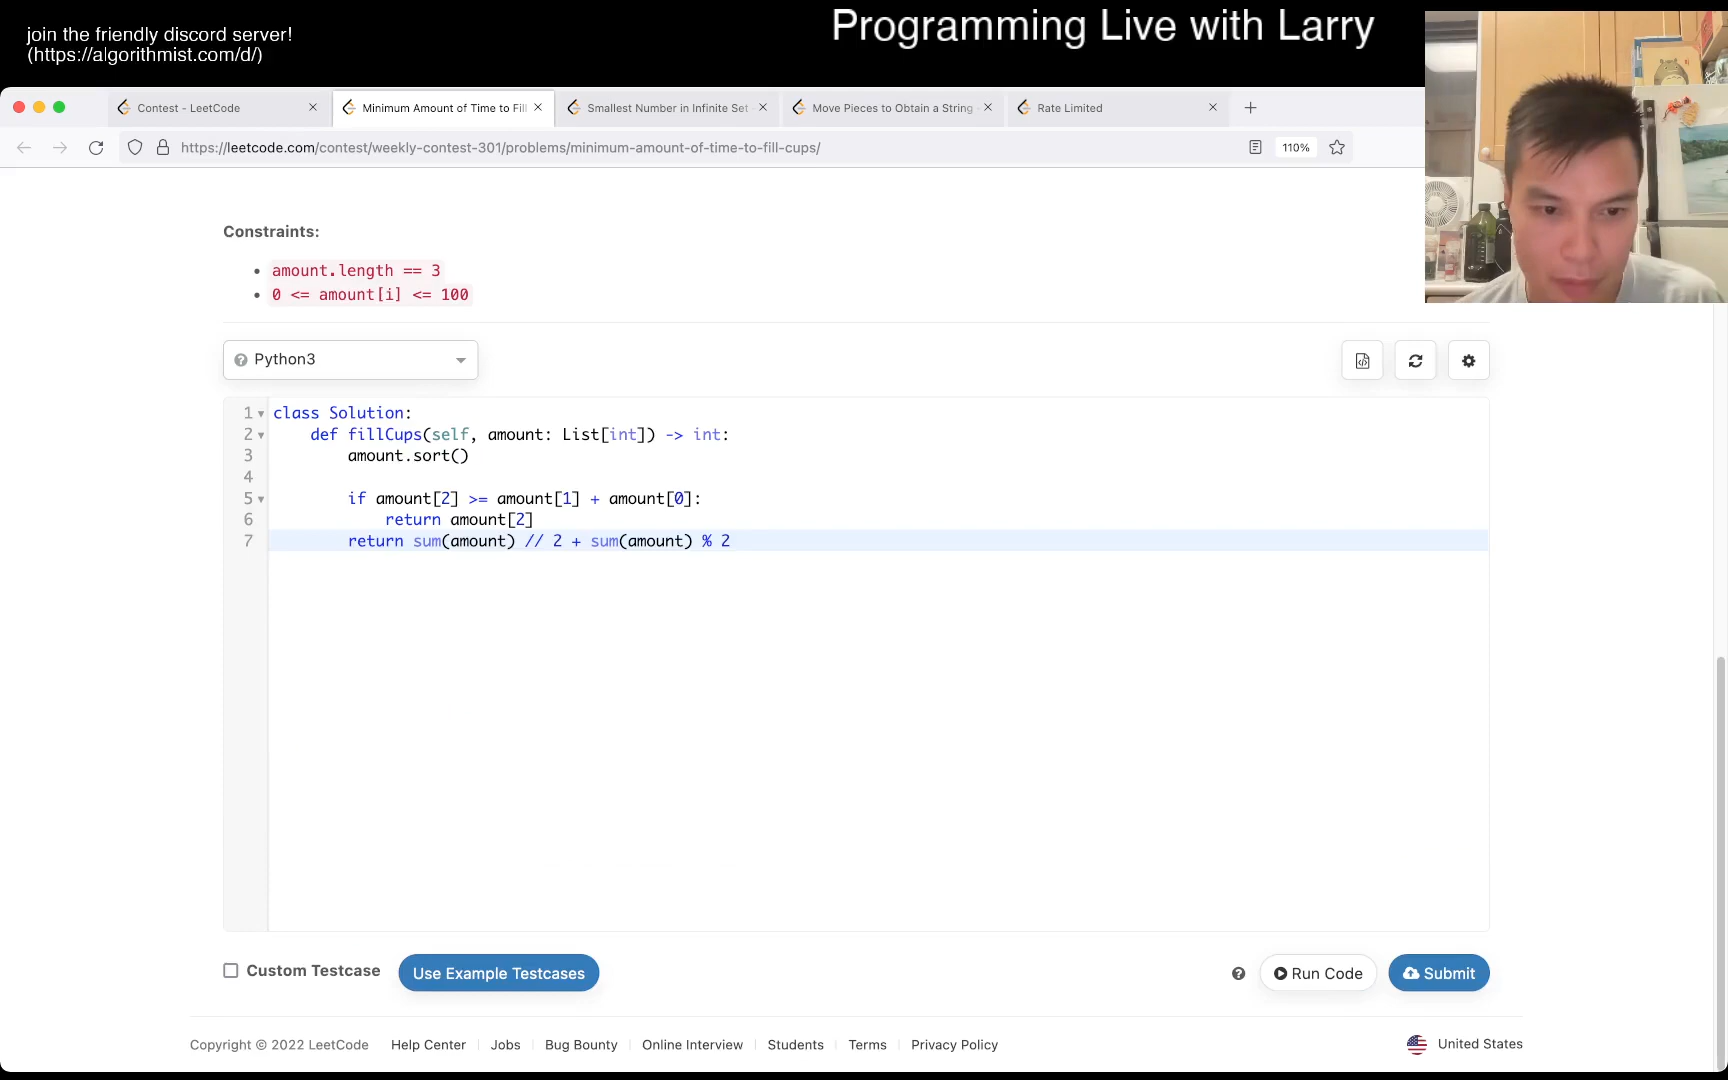 join the friendly discord server!
(https://algorithmist.com/d/)
Programming Live with Larry
Contest - LeetCode
Minimum Amount of Time to Fill
Smallest Number in Infinite Set
Move Pieces to Obtain a String
Rate Limited
https://leetcode.com/contest/weekly-contest-301/problems/minimum-amount-of-time-to-fill-cups/
110%
Constraints:
amount.length == 3
0 <= amount[i] <= 100
Python3
1 class Solution:
2 def fillCups(self, amount: List[int]) -> int:
3 amount.sort()
4
5 if amount[2] >= amount[1] + amount[0]:
6 return amount[2]
7 return sum(amount) // 2 + sum(amount) % 2
Custom Testcase
Use Example Testcases
Run Code
Submit
Copyright © 2022 LeetCode
Help Center
Jobs
Bug Bounty
Online Interview
Students
Terms
Privacy Policy
United States